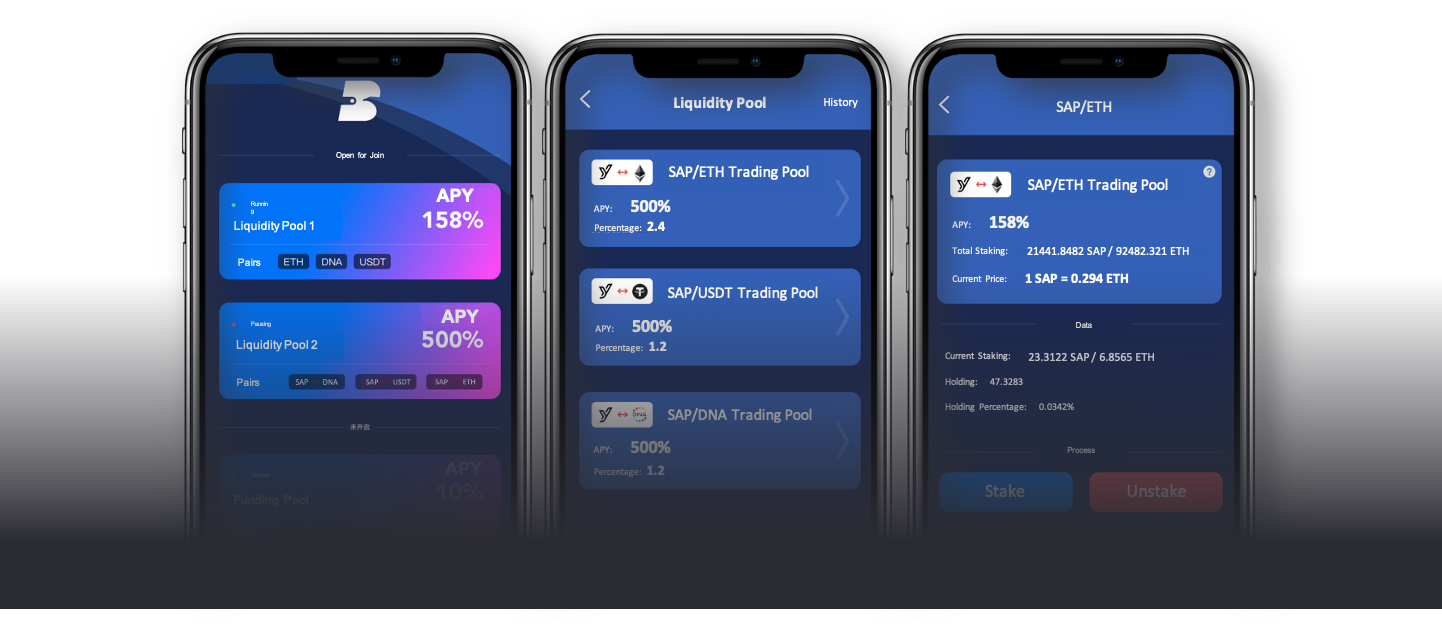 Open for Join
Runnin
g
Liquidity Pool 1
APY
158%
Pairs
ETH
DNA
USDT
Pausing
Liquidity Pool 2
APY
500%
Pairs
SAP DNA
SAP USDT
SAP ETH
未开启
Funding Pool
APY
10%
Liquidity Pool
History
SAP/ETH Trading Pool
APY: 500%
Percentage: 2.4
SAP/USDT Trading Pool
APY: 500%
Percentage: 1.2
DNA
SAP/DNA Trading Pool
APY: 500%
Percentage: 1.2
SAP/ETH
?
SAP/ETH Trading Pool
APY: 158%
Total Staking: 21441.8482 SAP / 92482.321 ETH
Current Price: 1 SAP = 0.294 ETH
Data
Current Staking: 23.3122 SAP / 6.8565 ETH
Holding: 47.3283
Holding Percentage: 0.0342%
Process
Stake
Unstake